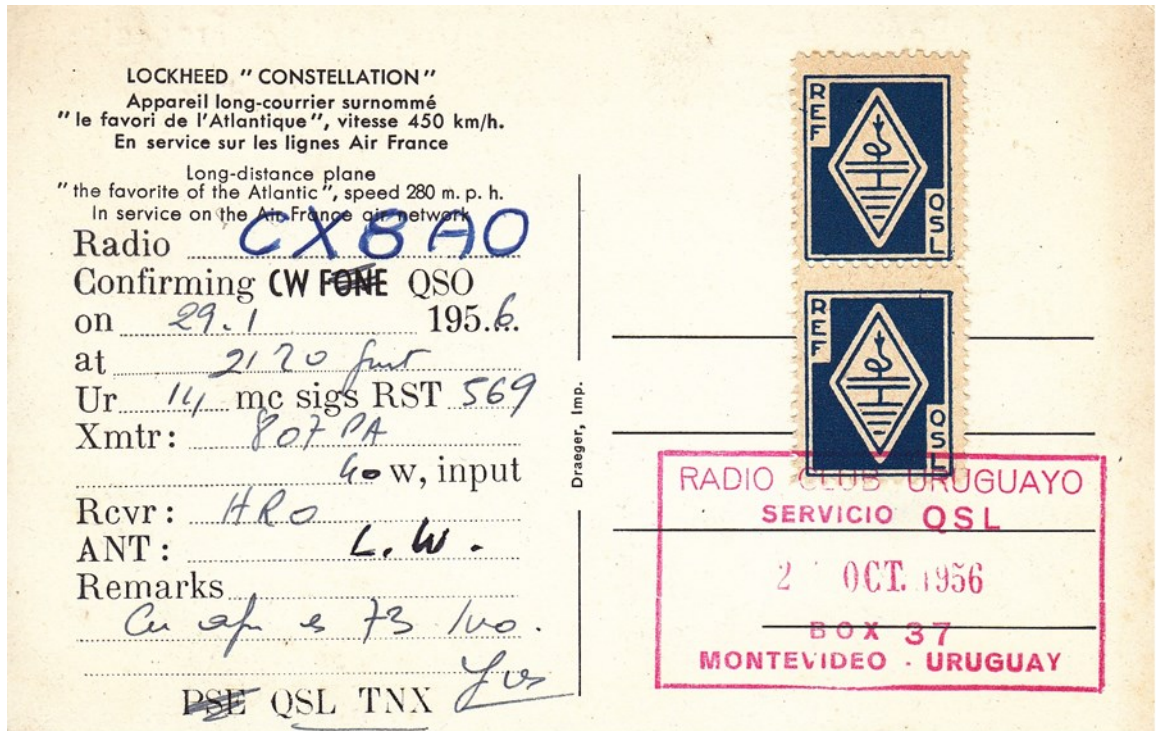 LOCKHEED "CONSTELLATION"
Appareil long-courrier surnommé
"le favori de l'Atlantique", vitesse 450 km/h.
En service sur les lignes Air France
Long-distance plane
"the favorite of the Atlantic", speed 280 m. p. h.
In service on the Air France air network
Radio CX8AO
Confirming CW FONE QSO
on 29.1 1956.
at 2120 gmt
Ur 14 mc sigs RST 569
Xmtr: 807 PA
40 w, input
Rcvr: HRO
ANT: L.W.
Remarks
Cu es 73
Yves
PSE QSL TNX
Draeger, Imp.
REF
QSL
REF
QSL
RADIO CLUB URUGUAYO
SERVICIO QSL
2 OCT. 1956
BOX 37
MONTEVIDEO - URUGUAY